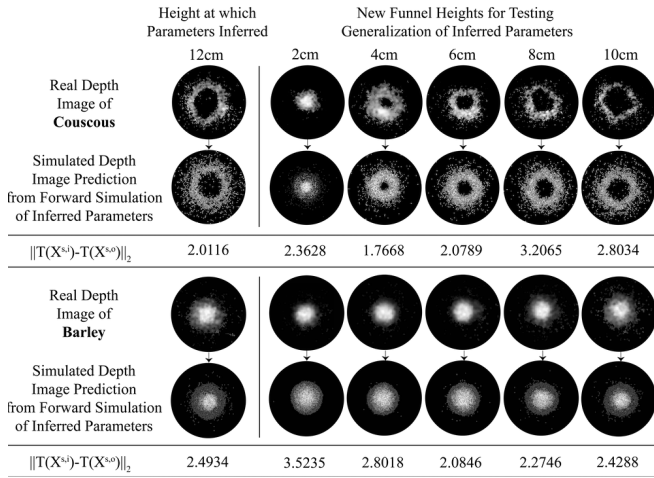 Height at which
Parameters Inferred
New Funnel Heights for Testing
Generalization of Inferred Parameters
12cm 2cm 4cm 6cm 8cm 10cm
Real Depth
Image of
Couscous
Simulated Depth
Image Prediction
from Forward Simulation
of Inferred Parameters
||T(X^{s,i})-T(X^{s,o})||₂ 2.0116 2.3628 1.7668 2.0789 3.2065 2.8034
Real Depth
Image of
Barley
Simulated Depth
Image Prediction
from Forward Simulation
of Inferred Parameters
||T(X^{s,i})-T(X^{s,o})||₂ 2.4934 3.5235 2.8018 2.0846 2.2746 2.4288